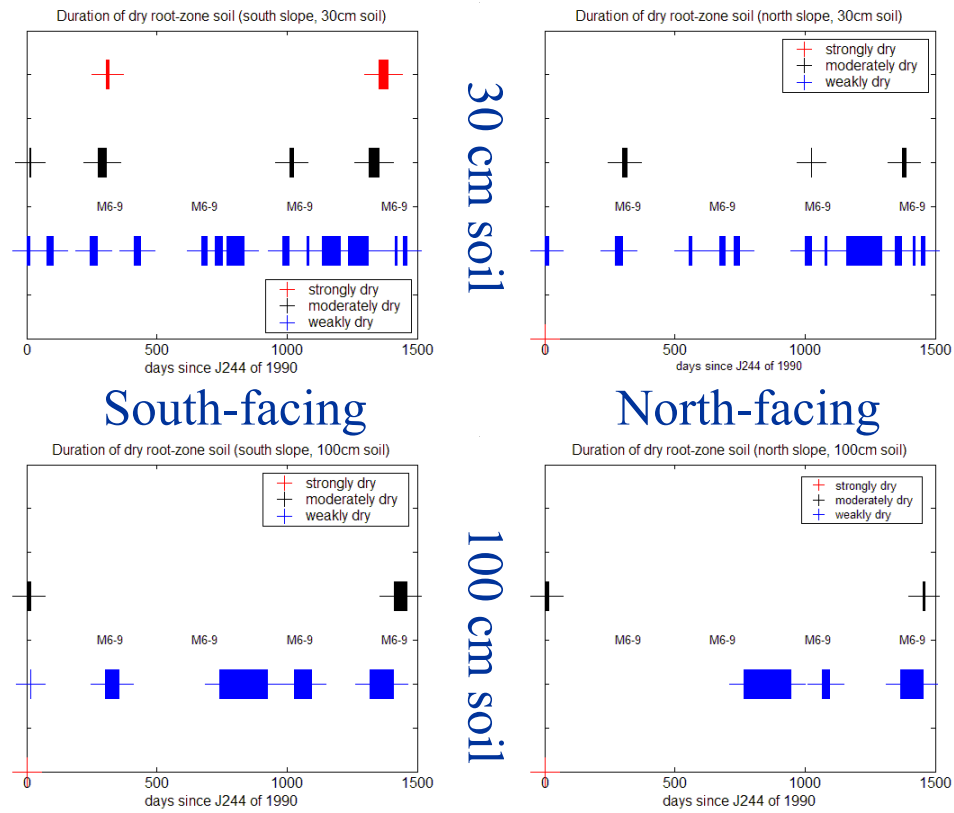 Duration of dry root-zone soil (south slope, 30cm soil)
strongly dry
moderately dry
weakly dry
M6-9 M6-9 M6-9 M6-9
0 500 1000 1500
days since J244 of 1990
Duration of dry root-zone soil (north slope, 30cm soil)
strongly dry
moderately dry
weakly dry
M6-9 M6-9 M6-9 M6-9
0 500 1000 1500
days since J244 of 1990
30 cm soil
South-facing
North-facing
Duration of dry root-zone soil (south slope, 100cm soil)
strongly dry
moderately dry
weakly dry
M6-9 M6-9 M6-9 M6-9
0 500 1000 1500
days since J244 of 1990
Duration of dry root-zone soil (north slope, 100cm soil)
strongly dry
moderately dry
weakly dry
M6-9 M6-9 M6-9 M6-9
0 500 1000 1500
days since J244 of 1990
100 cm soil